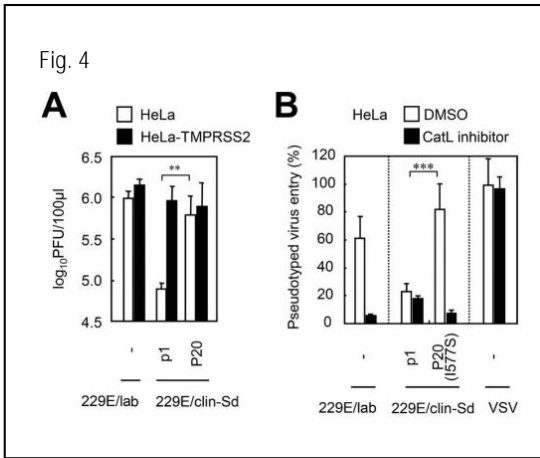 Fig. 4
A
HeLa
HeLa-TMPRSS2
**
log10PFU/100μl
6.5
6.0
5.5
5.0
4.5
-
p1
P20
229E/lab
229E/clin-Sd
B
HeLa
DMSO
CatL inhibitor
***
Pseudotyped virus entry (%)
120
100
80
60
40
20
0
-
p1
P20
(I577S)
-
229E/lab
229E/clin-Sd
VSV